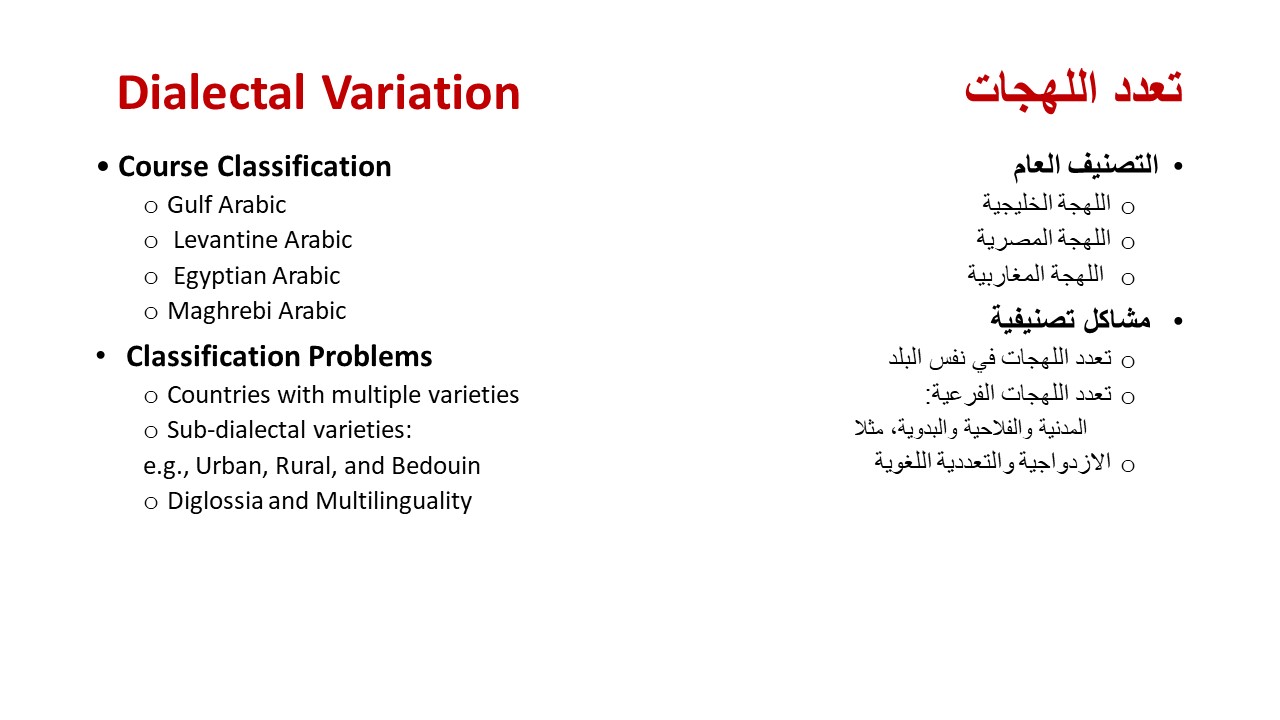 Dialectal Variation
• Course Classification
o Gulf Arabic
o Levantine Arabic
o Egyptian Arabic
o Maghrebi Arabic
• Classification Problems
o Countries with multiple varieties
o Sub-dialectal varieties:
e.g., Urban, Rural, and Bedouin
o Diglossia and Multilinguality
تعدد اللهجات
• التصنيف العام
o اللهجة الخليجية
o اللهجة المصرية
o اللهجة المغاربية
• مشاكل تصنيفية
o تعدد اللهجات في نفس البلد
o تعدد اللهجات الفرعية:
المدنية والفلاحية والبدوية، مثلا
o الازدواجية والتعددية اللغوية